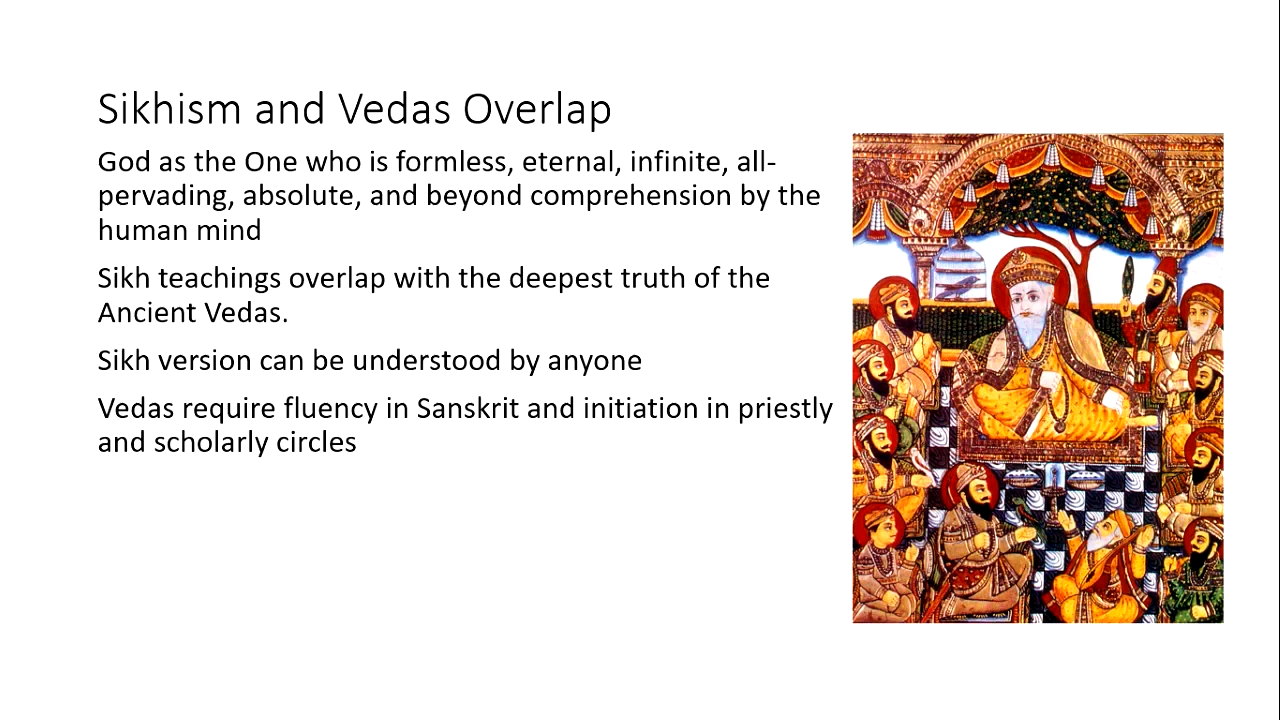 Sikhism and Vedas Overlap
God as the One who is formless, eternal, infinite, all-
pervading, absolute, and beyond comprehension by the
human mind
Sikh teachings overlap with the deepest truth of the
Ancient Vedas.
Sikh version can be understood by anyone
Vedas require fluency in Sanskrit and initiation in priestly
and scholarly circles